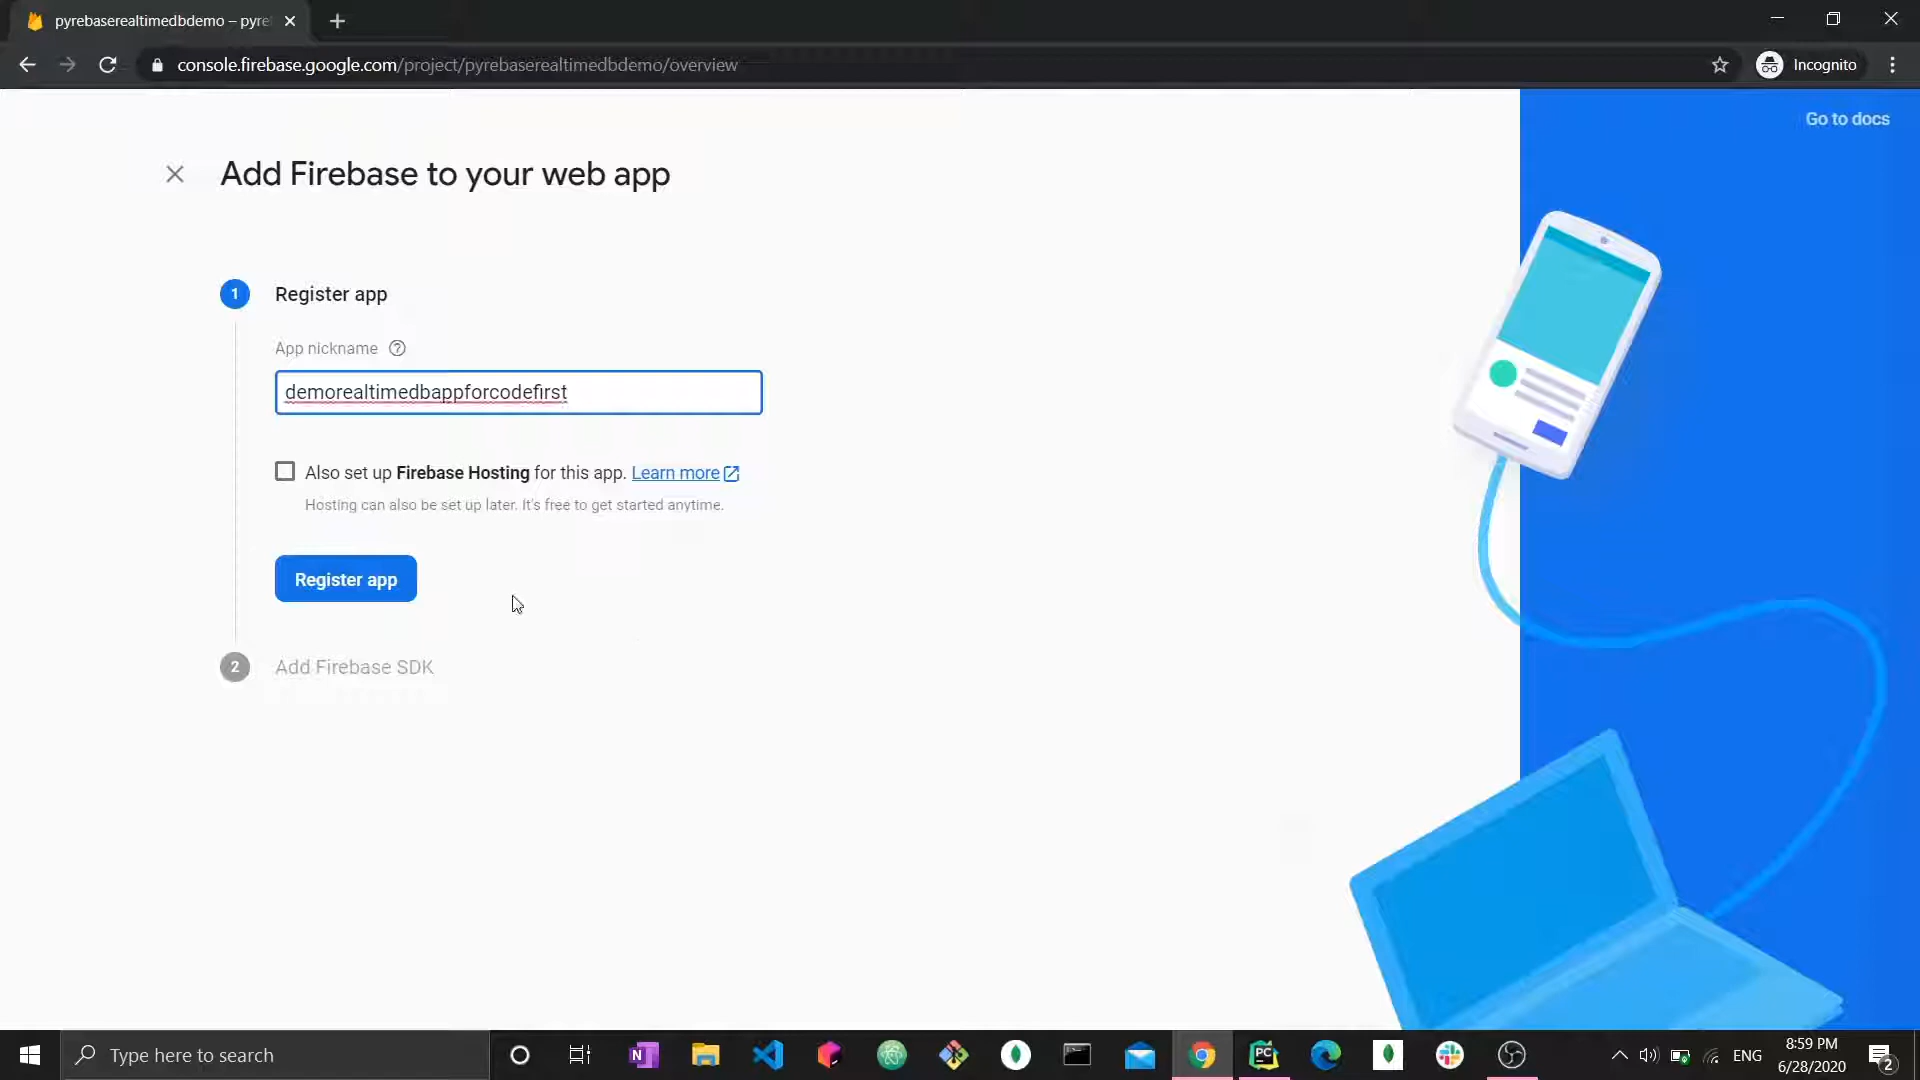 pyrebaserealtimedbdemo – pyre
console.firebase.google.com/project/pyrebaserealtimedbdemo/overview
Incognito
Go to docs
Add Firebase to your web app
1
Register app
App nickname
demorealtimedbappforcodefirst
Also set up Firebase Hosting for this app. Learn more
Hosting can also be set up later. It's free to get started anytime.
Register app
2
Add Firebase SDK
Type here to search
N
PC
ENG
8:59 PM
6/28/2020
2